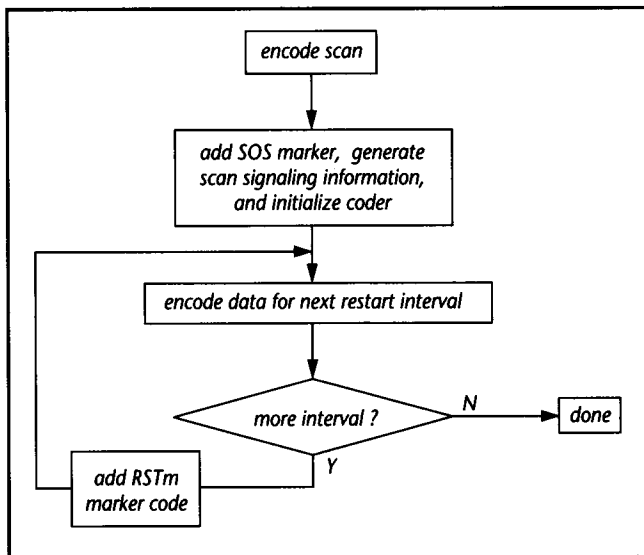 encode scan
add SOS marker, generate
scan signaling information,
and initialize coder
encode data for next restart interval
more interval ?
N
done
Y
add RSTm
marker code